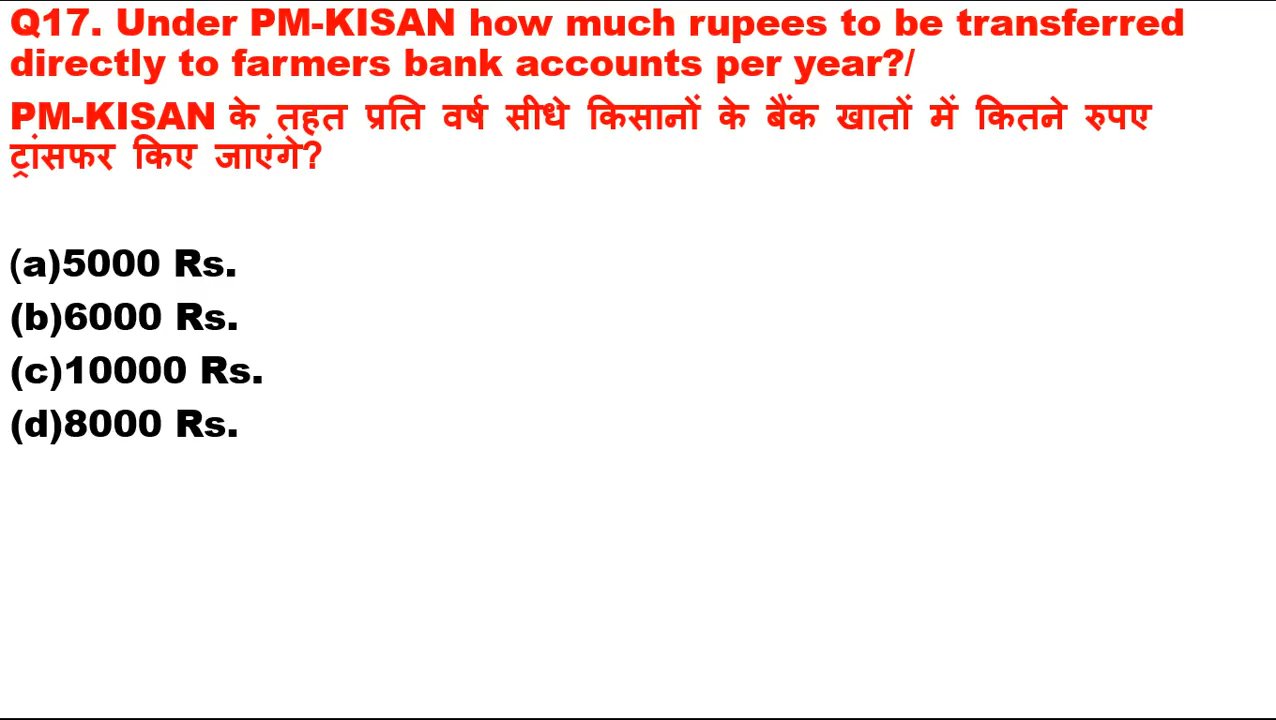 Q17. Under PM-KISAN how much rupees to be transferred
directly to farmers bank accounts per year?/
PM-KISAN के तहत प्रति वर्ष सीधे किसानों के बैंक खातों में कितने रुपए
ट्रांसफर किए जाएंगे?
(a)5000 Rs.
(b)6000 Rs.
(c)10000 Rs.
(d)8000 Rs.